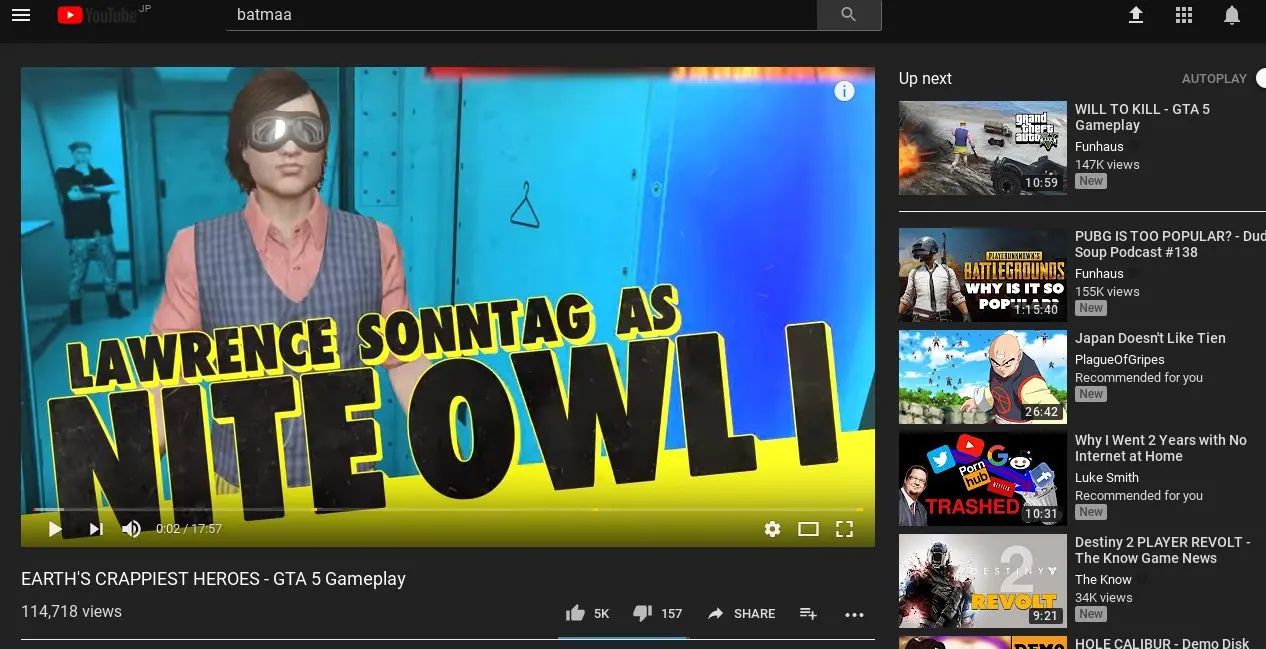 YouTube JP
batmaa
LAWRENCE SONNTAG AS
NITE OWL I
i
0:02 / 17:57
EARTH'S CRAPPIEST HEROES - GTA 5 Gameplay
114,718 views
5K
157
SHARE
Up next
AUTOPLAY
grand
theft
auto V
10:59
WILL TO KILL - GTA 5
Gameplay
Funhaus
147K views
New
PLAYERUNKNOWN'S
BATTLEGROUNDS
WHY IS IT SO
1:15:40
PUBG IS TOO POPULAR? - Dud
Soup Podcast #138
Funhaus
155K views
New
26:42
Japan Doesn't Like Tien
PlagueOfGripes
Recommended for you
New
Porn
hub
NETFLIX
TRASHED
10:31
Why I Went 2 Years with No
Internet at Home
Luke Smith
Recommended for you
New
2
DESTINY
REVOLT
9:21
Destiny 2 PLAYER REVOLT -
The Know Game News
The Know
34K views
New
DEMO
HOLE CALIBUR - Demo Disk